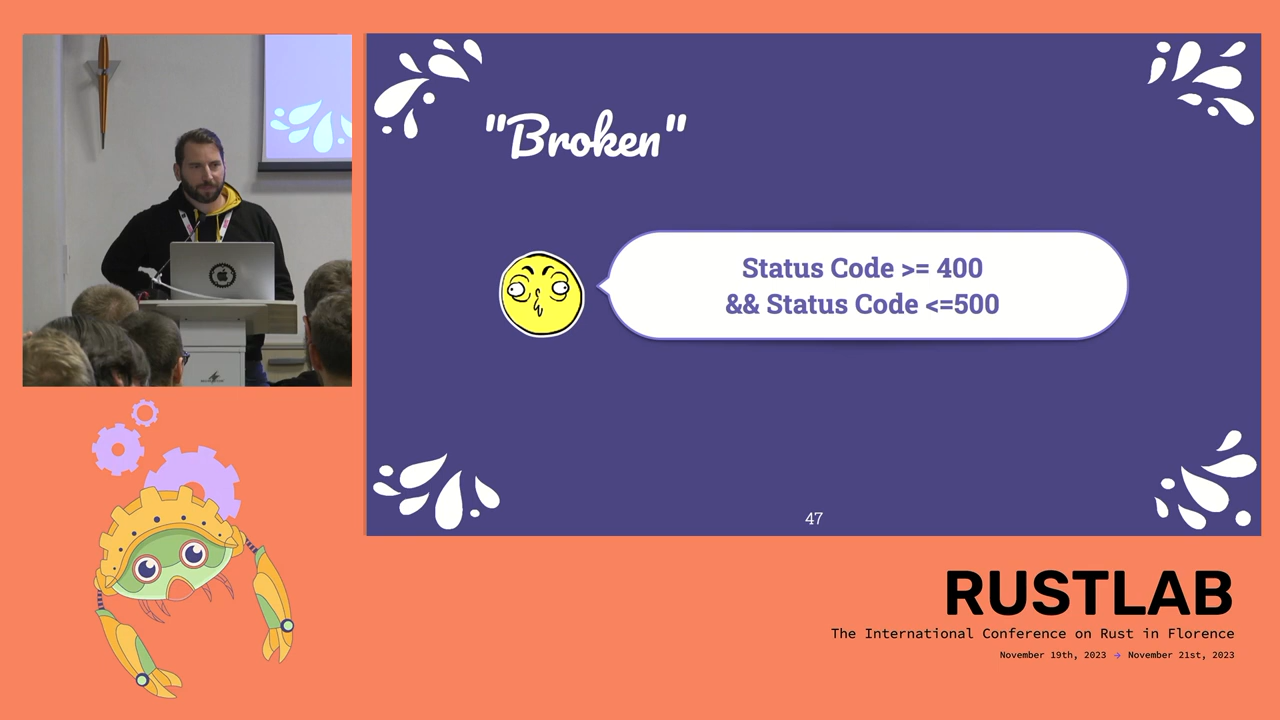 "Broken"
Status Code >= 400
&& Status Code <=500
47
RUSTLAB
The International Conference on Rust in Florence
November 19th, 2023 → November 21st, 2023